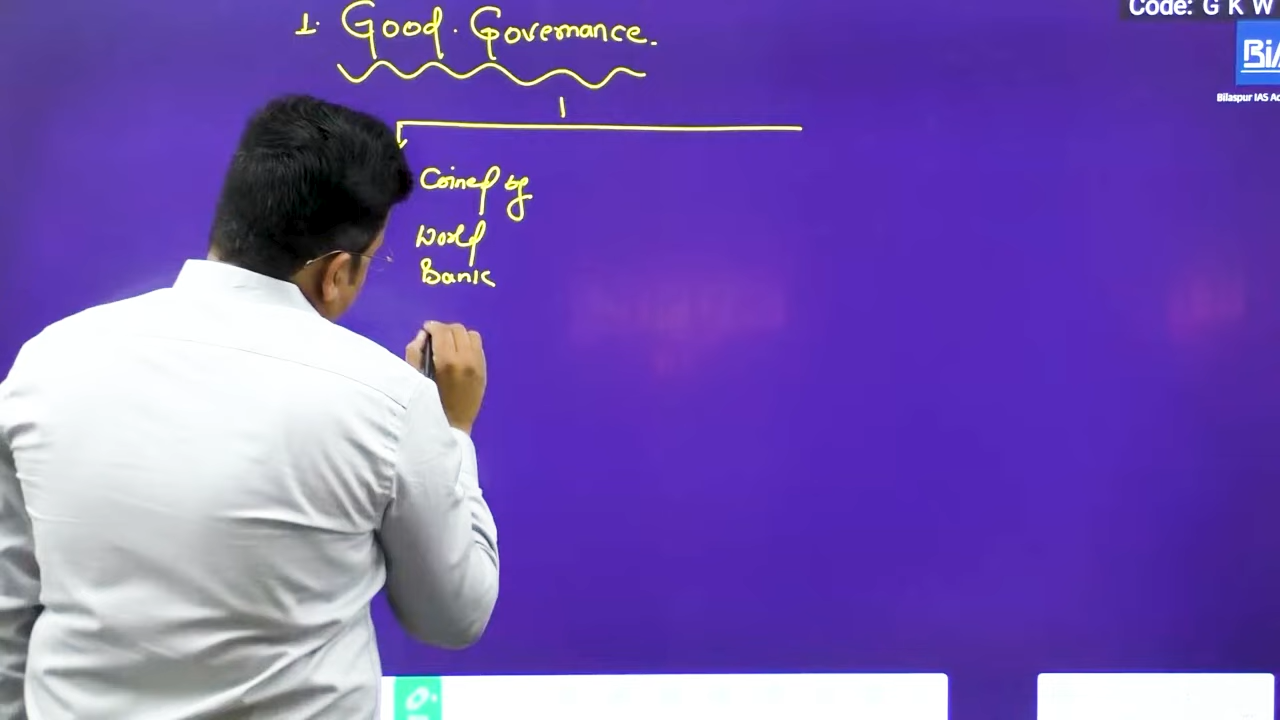 Code: G K W
1. Good. Governance.
Bilaspur IAS Ac
Coined by
World
Bank